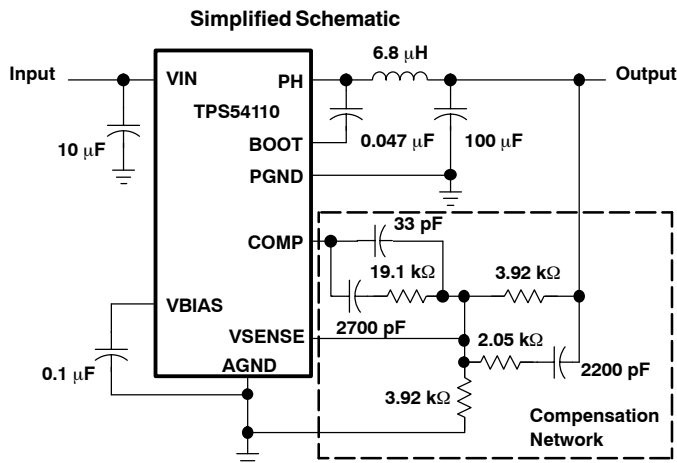 Simplified Schematic
6.8 μH
Input
VIN
PH
Output
TPS54110
10 μF
BOOT
0.047 μF
100 μF
PGND
33 pF
COMP
19.1 kΩ
3.92 kΩ
VBIAS
2700 pF
VSENSE
2.05 kΩ
0.1 μF
AGND
2200 pF
3.92 kΩ
Compensation
Network